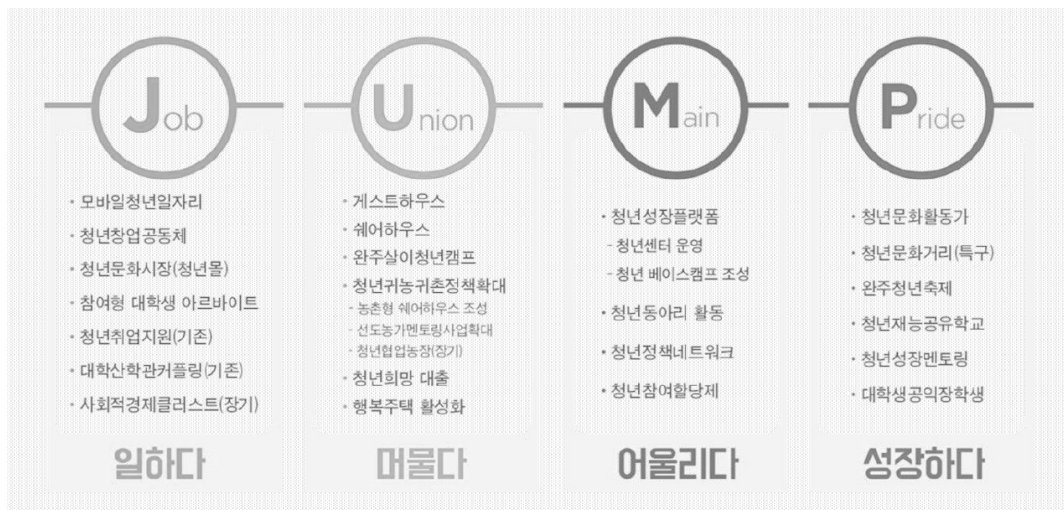 Job
· 모바일청년일자리
· 청년창업공동체
· 청년문화시장(청년몰)
· 참여형 대학생 아르바이트
· 청년취업지원(기존)
· 대학산학관커플링(기존)
· 사회적경제클러스트(장기)
일하다
Union
· 게스트하우스
· 쉐어하우스
· 완주살이청년캠프
· 청년귀농귀촌정책확대
- 농촌형 쉐어하우스 조성
- 선도농가멘토링사업확대
- 청년협업농장(장기)
· 청년희망 대출
· 행복주택 활성화
머물다
Main
· 청년성장플랫폼
- 청년센터 운영
- 청년 베이스캠프 조성
· 청년동아리 활동
· 청년정책네트워크
· 청년참여할당제
어울리다
Pride
· 청년문화활동가
· 청년문화거리(특구)
· 완주청년축제
· 청년재능공유학교
· 청년성장멘토링
· 대학생공익장학생
성장하다